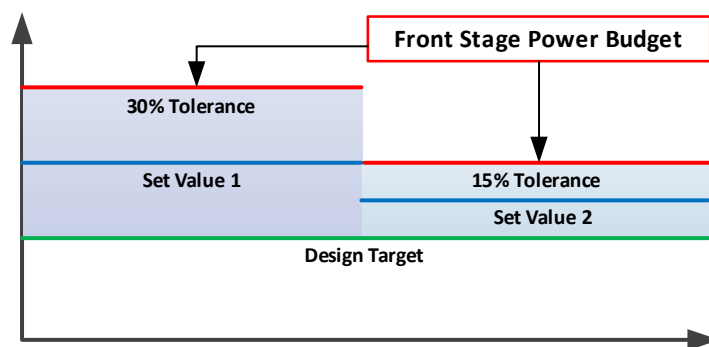 Front Stage Power Budget
30% Tolerance
Set Value 1
15% Tolerance
Set Value 2
Design Target